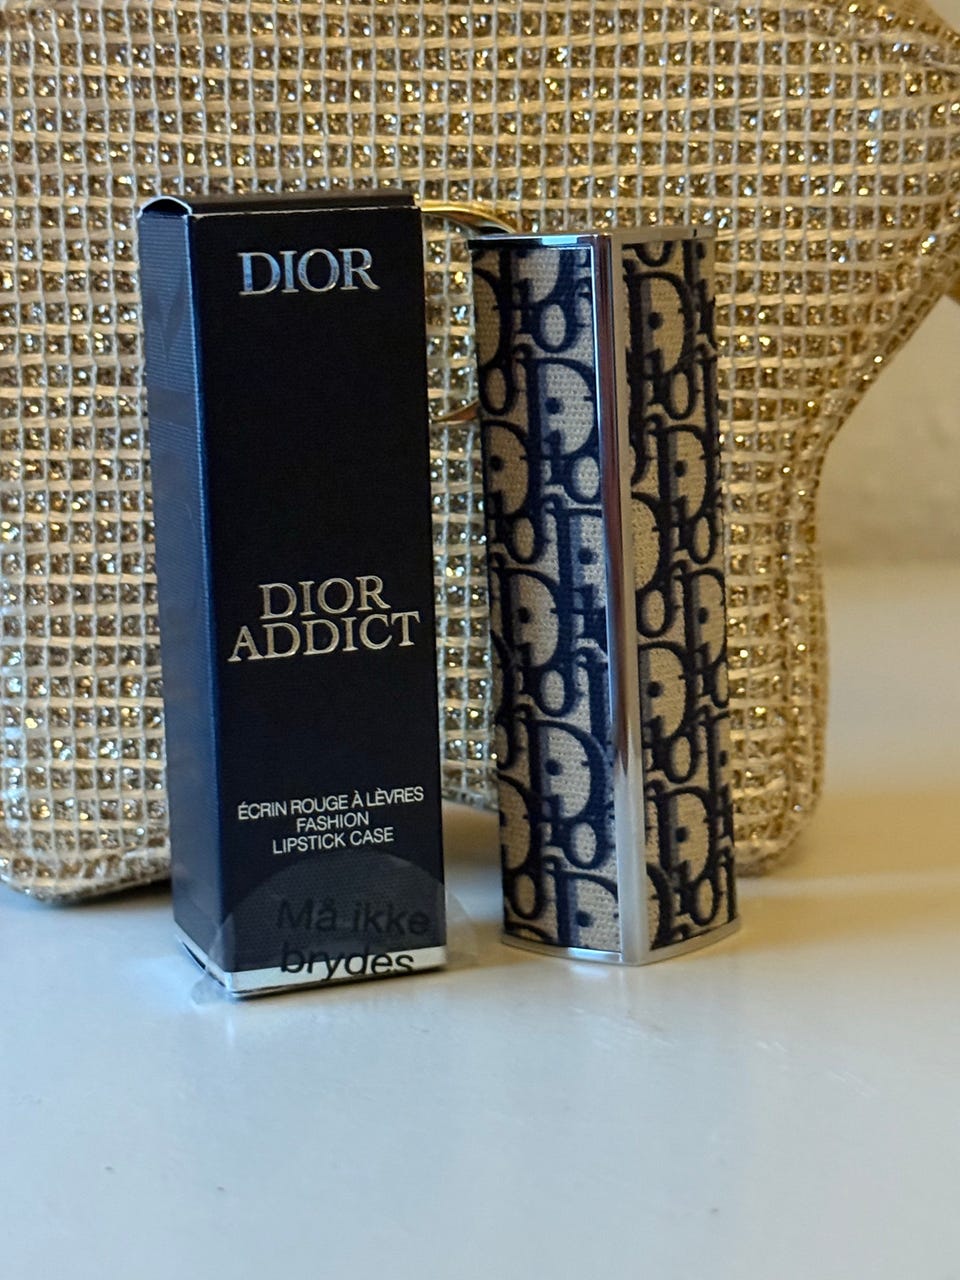 DIOR
DIOR
ADDICT
ÉCRIN ROUGE À LÈVRES
FASHION
LIPSTICK CASE
Må ikke
brydes